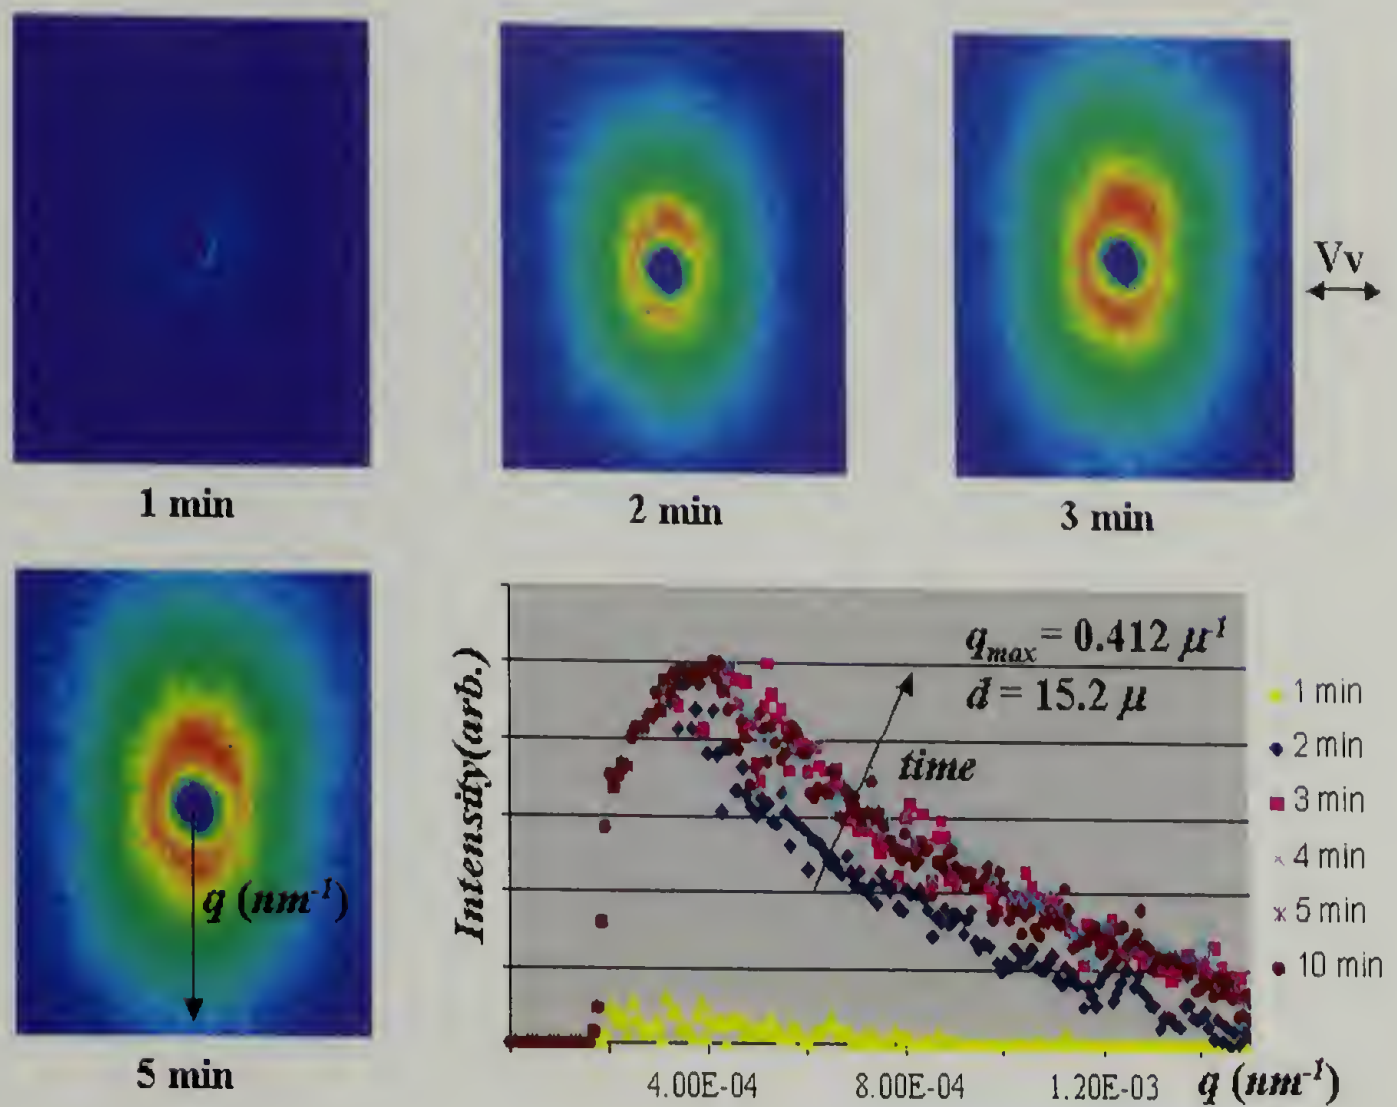 1 min
2 min
3 min
Vv
q (nm⁻¹)
5 min
Intensity(arb.)
q_max = 0.412 μ⁻¹
d = 15.2 μ
time
1 min
2 min
3 min
4 min
5 min
10 min
4.00E-04 8.00E-04 1.20E-03 q (nm⁻¹)